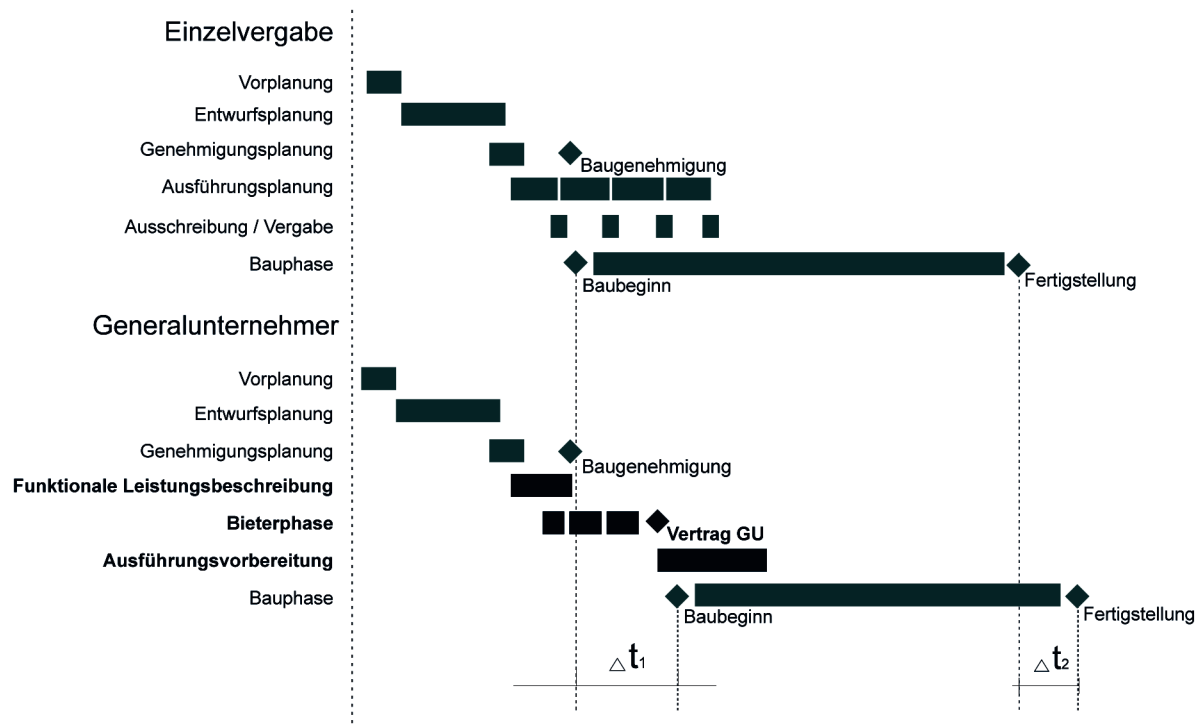 Einzelvergabe
Vorplanung
Entwurfsplanung
Genehmigungsplanung
Baugenehmigung
Ausführungsplanung
Ausschreibung / Vergabe
Bauphase
Baubeginn
Fertigstellung
Generalunternehmer
Vorplanung
Entwurfsplanung
Genehmigungsplanung
Baugenehmigung
Funktionale Leistungsbeschreibung
Bieterphase
Vertrag GU
Ausführungsvorbereitung
Bauphase
Baubeginn
Fertigstellung
△ t1
△ t2